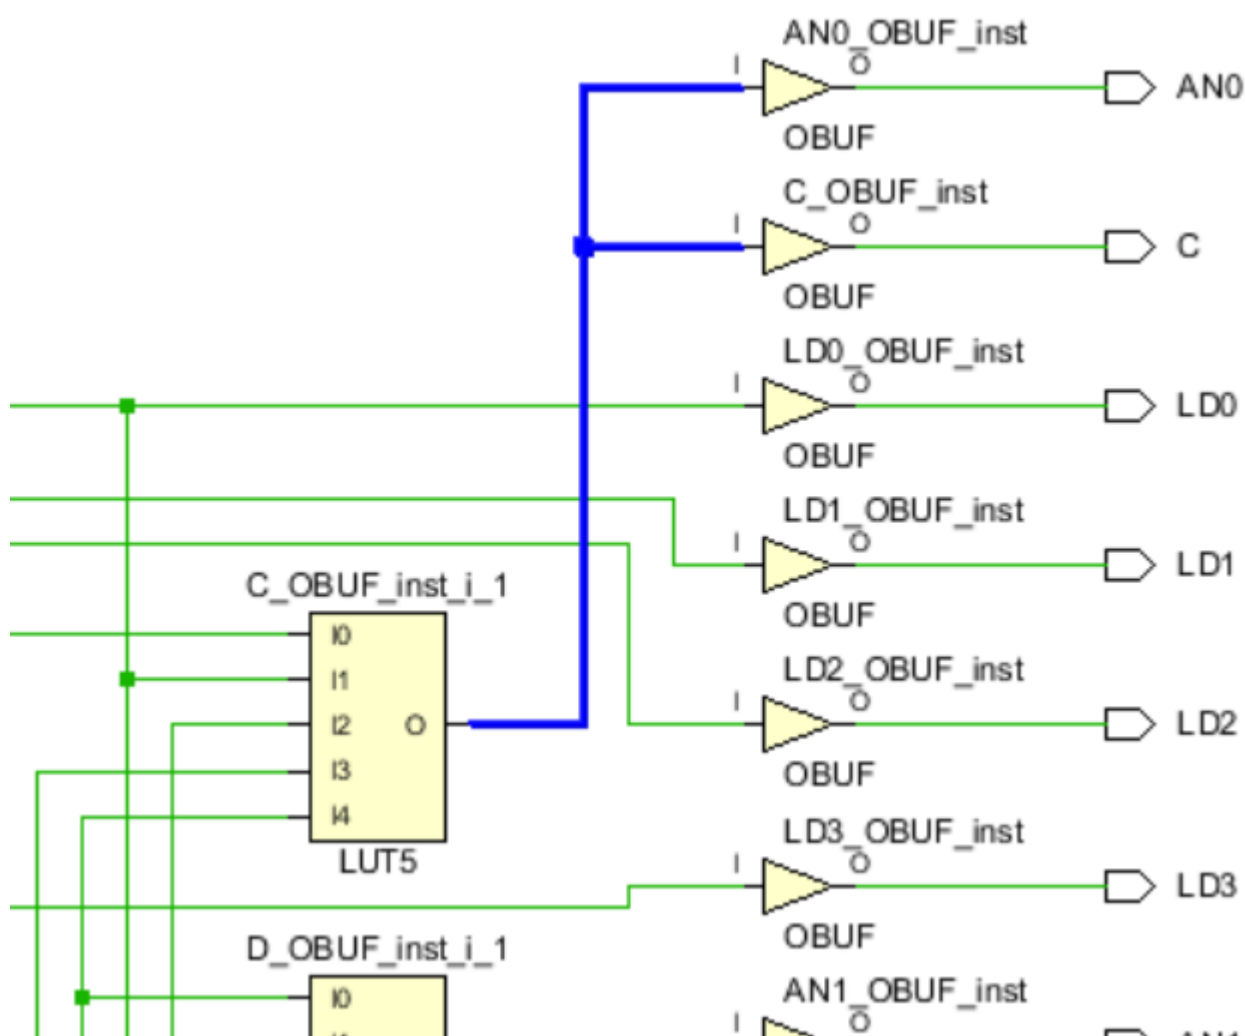 AN0_OBUF_inst
I
O
AN0
OBUF
C_OBUF_inst
I
O
C
OBUF
LD0_OBUF_inst
I
O
LD0
OBUF
LD1_OBUF_inst
I
O
LD1
OBUF
C_OBUF_inst_i_1
I0
I1
I2
O
I3
I4
LUT5
LD2_OBUF_inst
I
O
LD2
OBUF
LD3_OBUF_inst
I
O
LD3
OBUF
D_OBUF_inst_i_1
I0
AN1_OBUF_inst
I
O